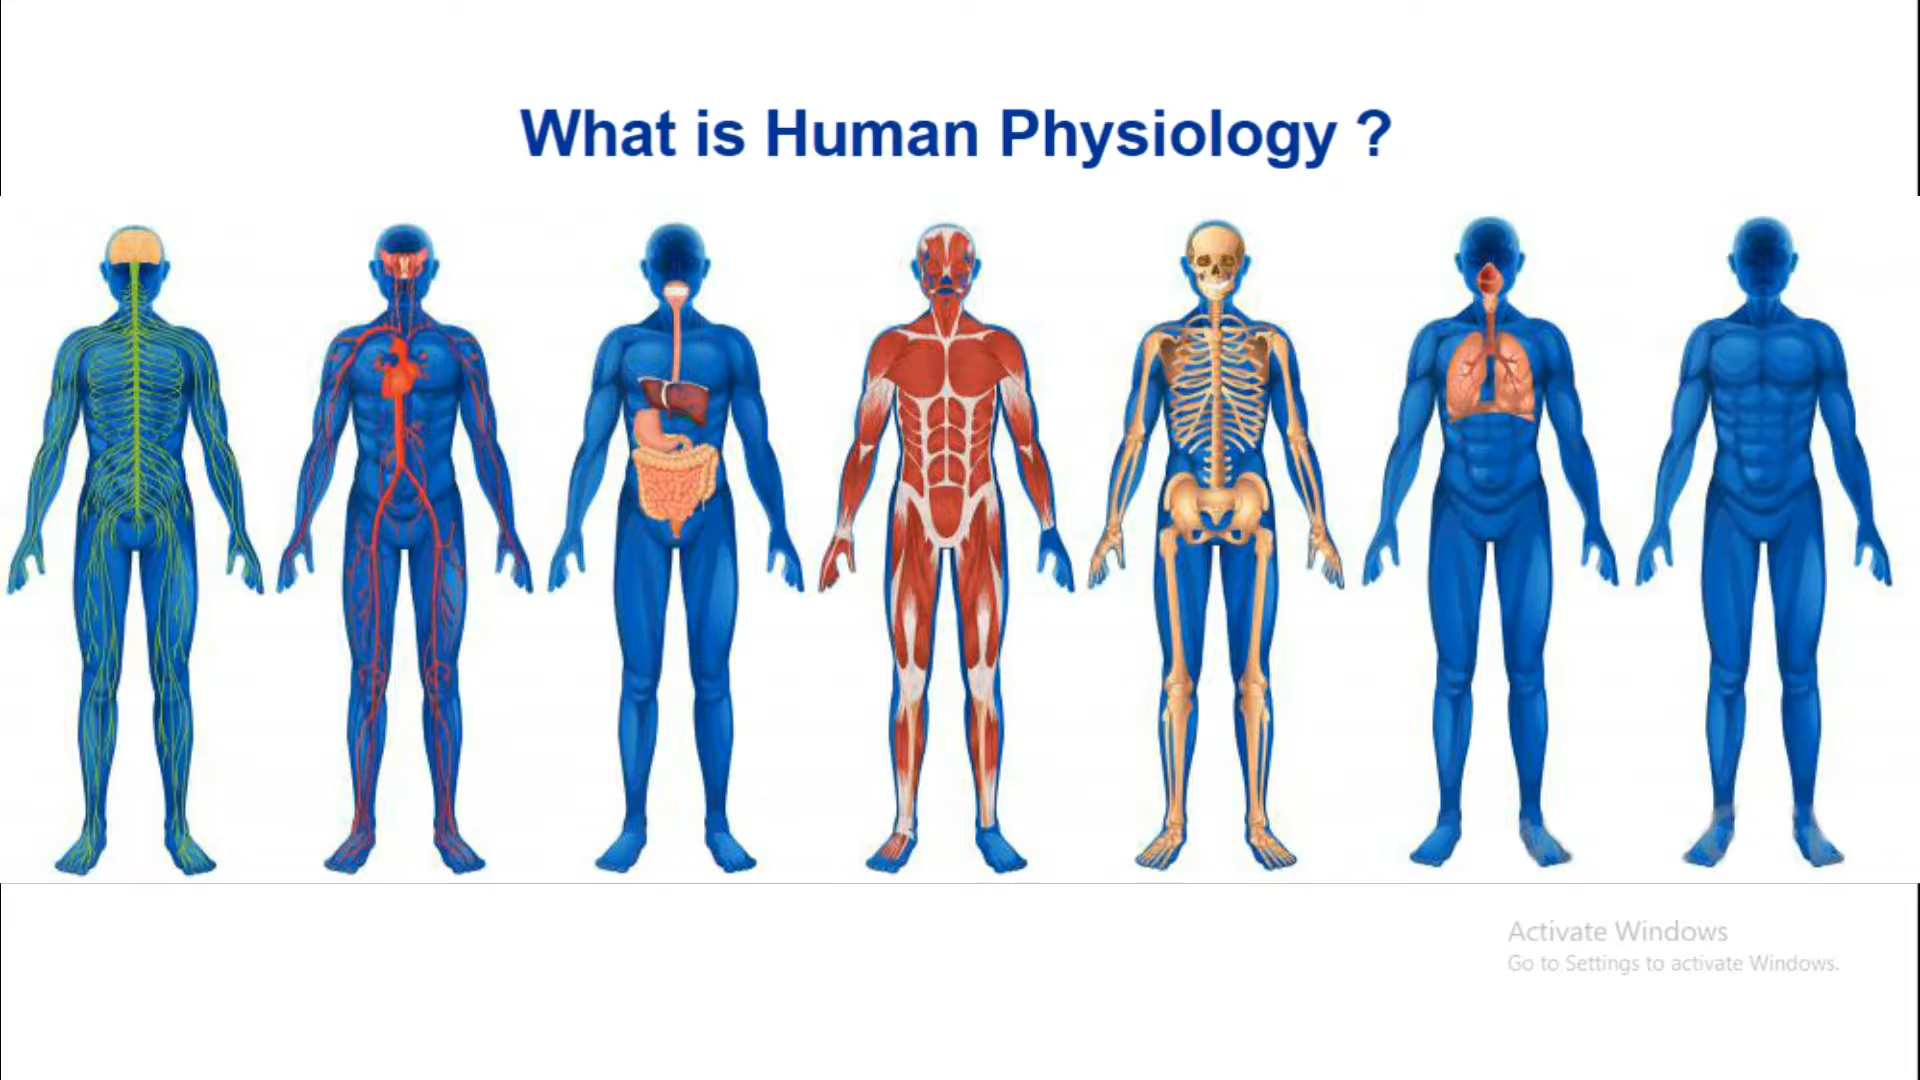 What is Human Physiology ?
Activate Windows
Go to Settings to activate Windows.